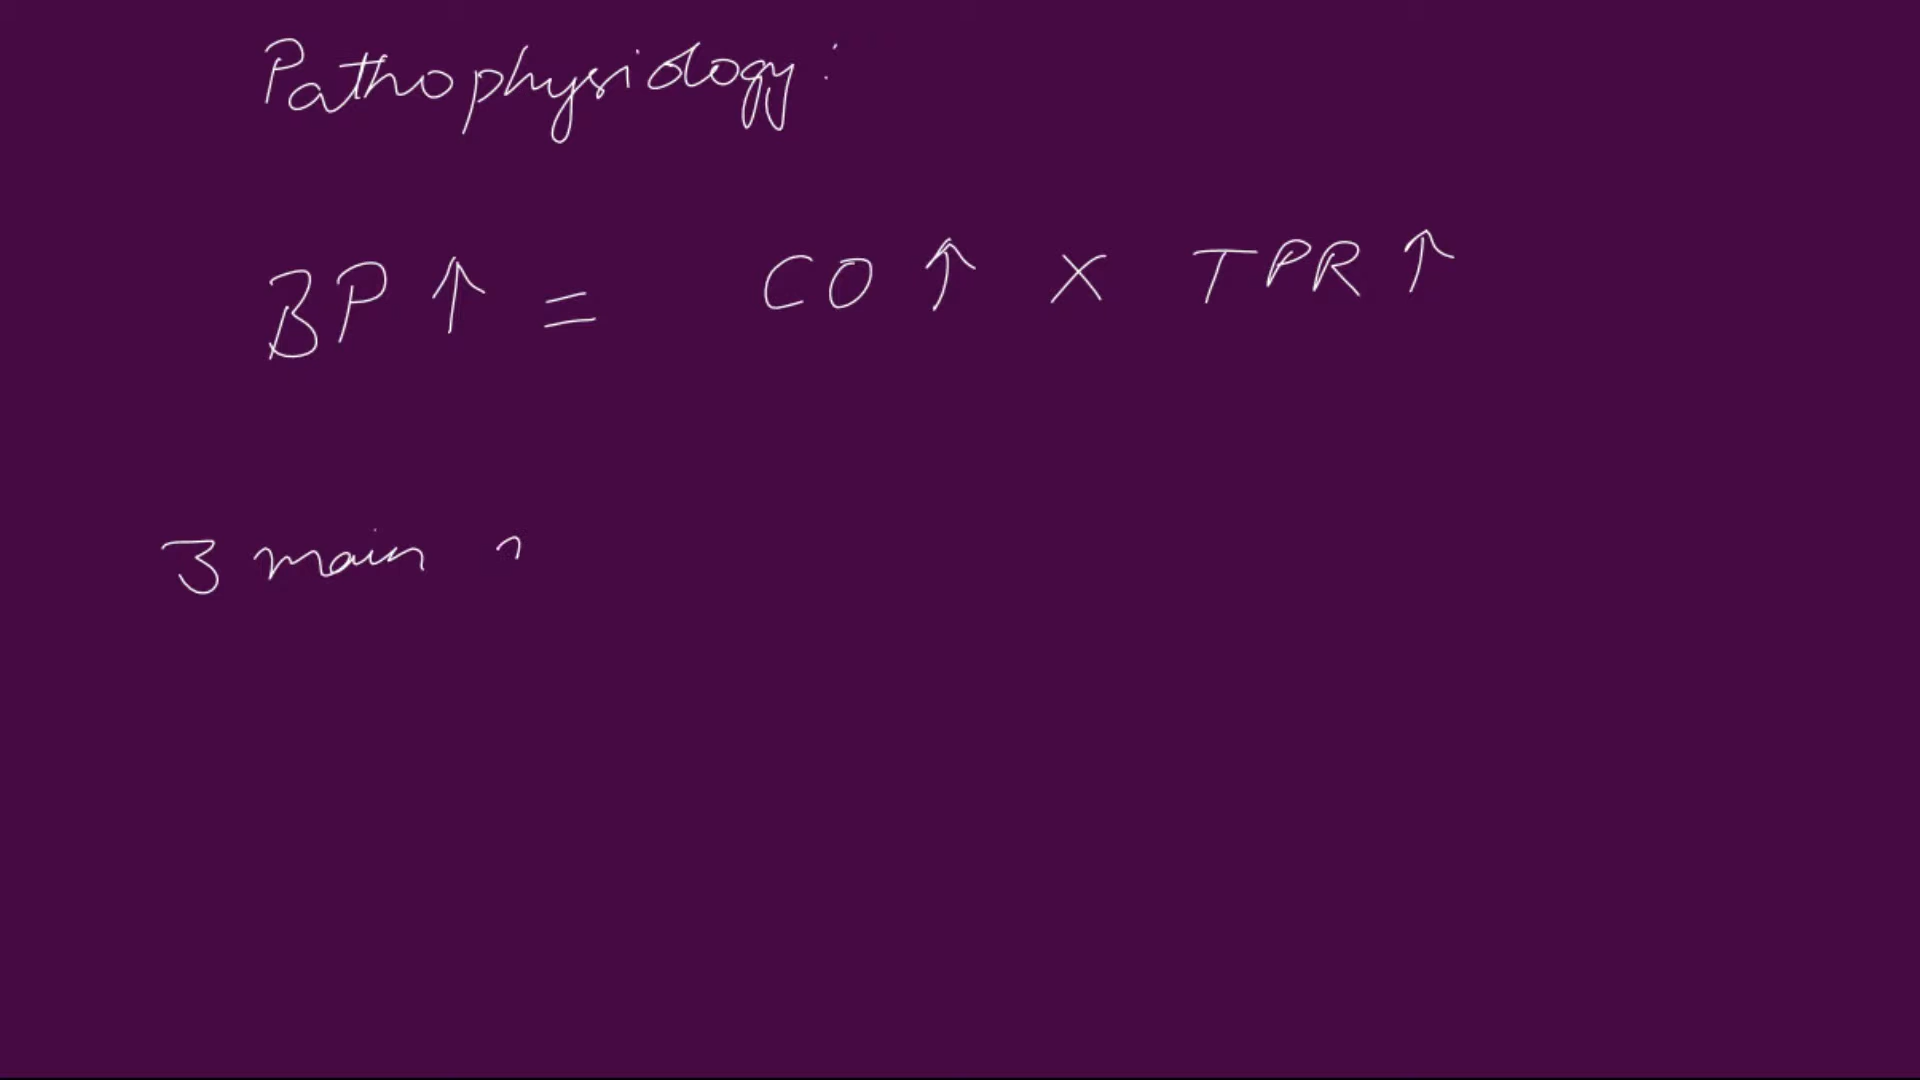 Pathophysiology:
BP ↑ = CO ↑ x TPR ↑
3 main